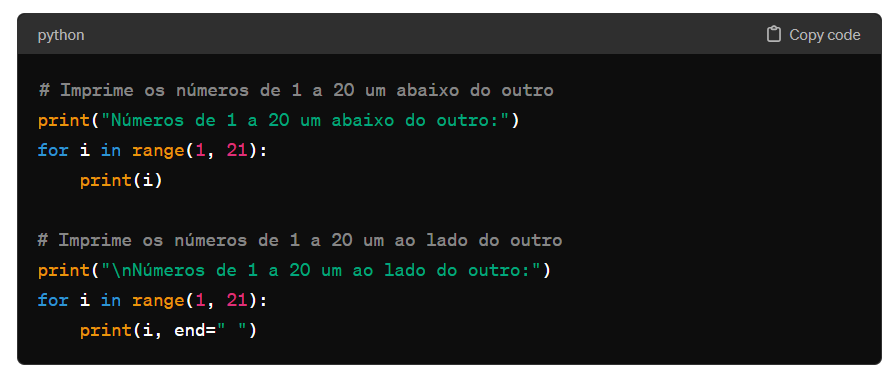 python
Copy code
# Imprime os números de 1 a 20 um abaixo do outro
print("Números de 1 a 20 um abaixo do outro:")
for i in range(1, 21):
    print(i)

# Imprime os números de 1 a 20 um ao lado do outro
print("\nNúmeros de 1 a 20 um ao lado do outro:")
for i in range(1, 21):
    print(i, end=" ")